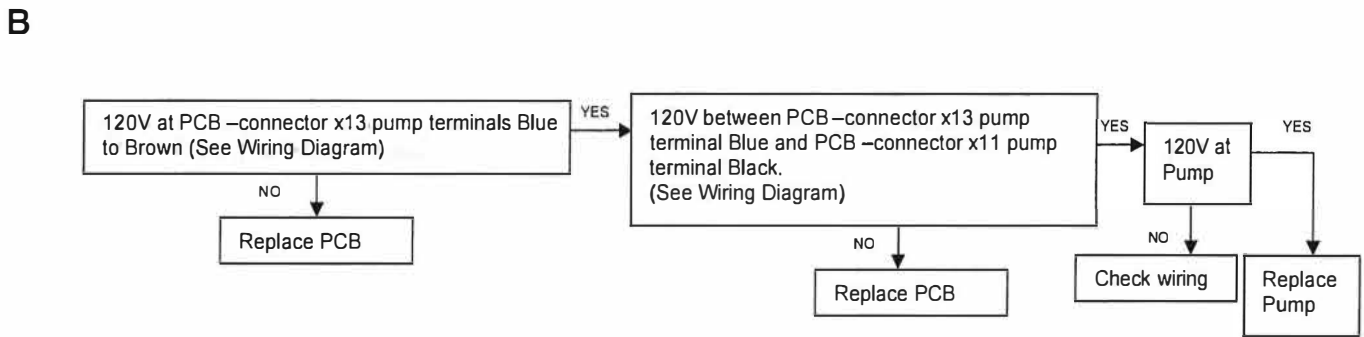 B
120V at PCB –connector x13 pump terminals Blue
to Brown (See Wiring Diagram)
YES
NO
Replace PCB
120V between PCB –connector x13 pump
terminal Blue and PCB –connector x11 pump
terminal Black.
(See Wiring Diagram)
YES
NO
Replace PCB
120V at
Pump
YES
NO
Check wiring
Replace
Pump